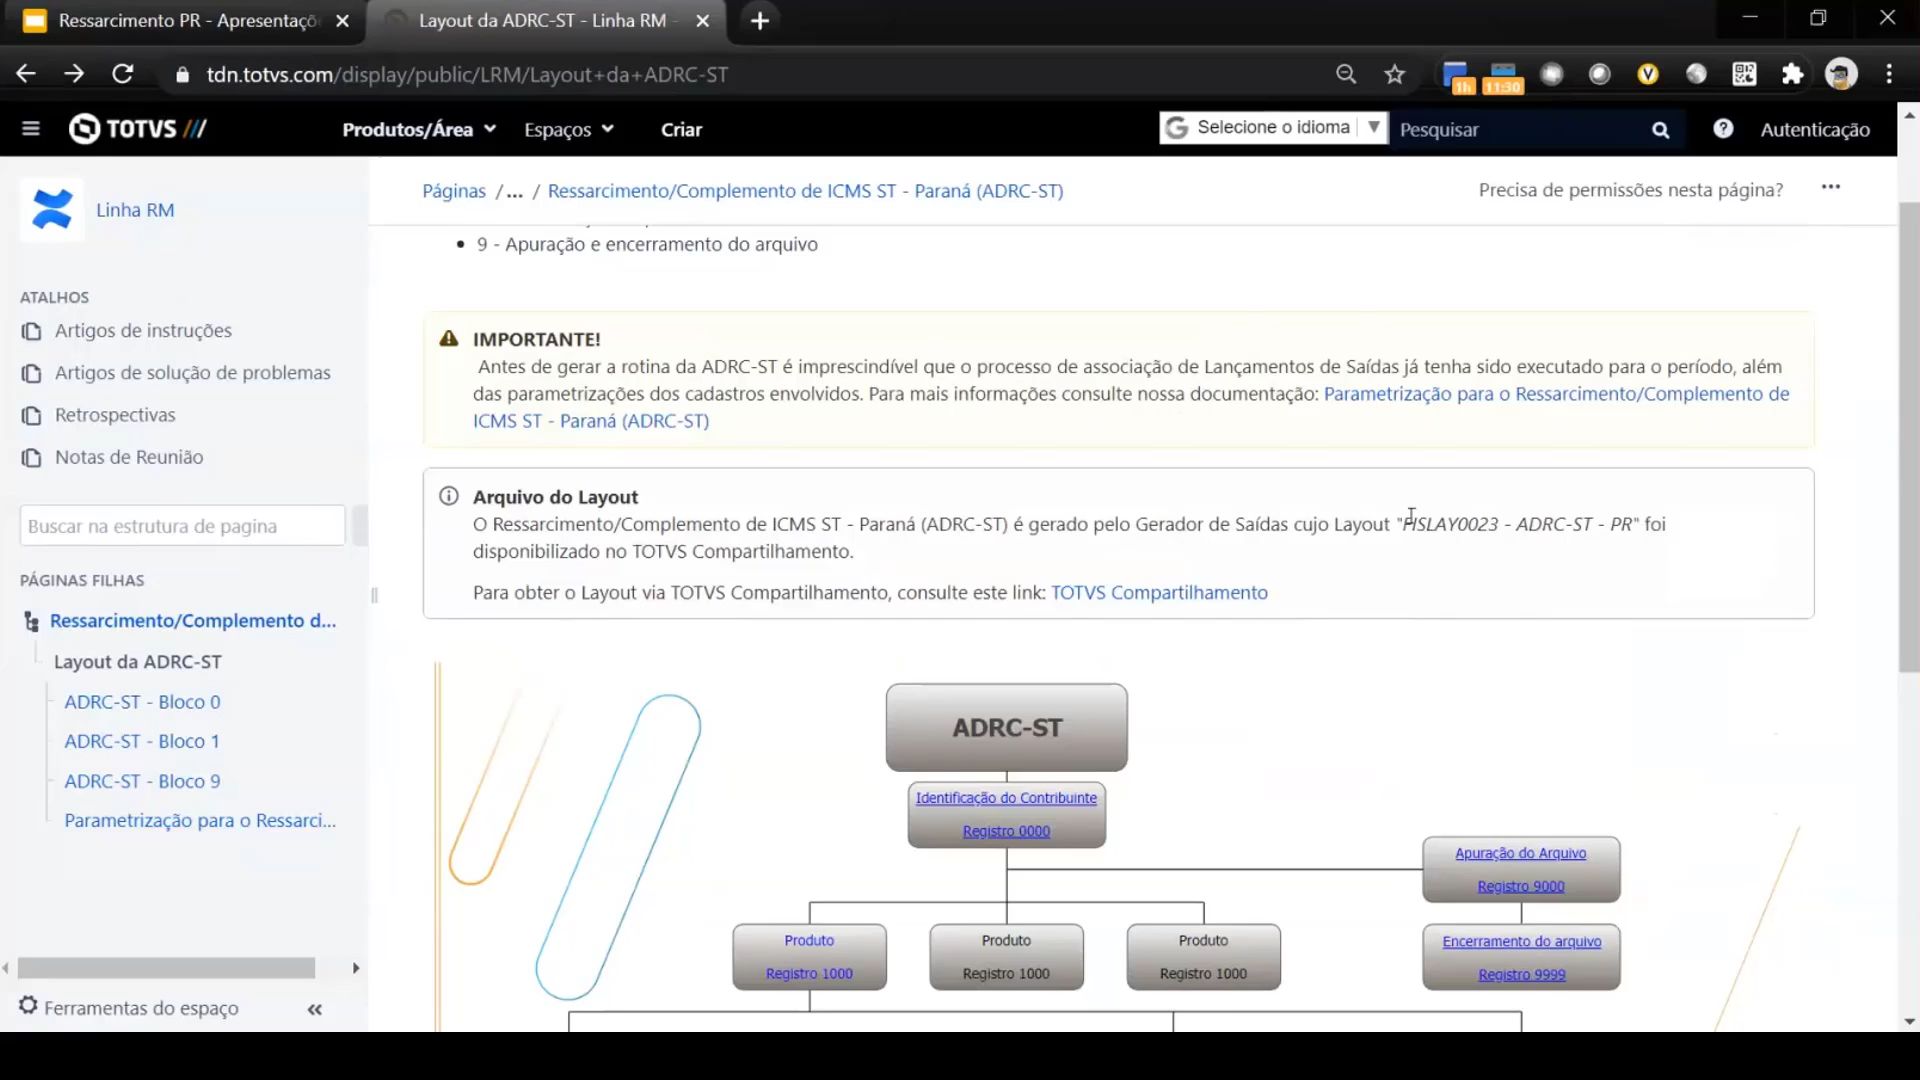 Ressarcimento PR - Apresentaçõ
Layout da ADRC-ST - Linha RM -
tdn.totvs.com/display/public/LRM/Layout+da+ADRC-ST
1h
11:30
TOTVS
Produtos/Área
Espaços
Criar
Selecione o idioma
Pesquisar
Autenticação
Linha RM
Páginas / ... / Ressarcimento/Complemento de ICMS ST - Paraná (ADRC-ST)
Precisa de permissões nesta página?
ATALHOS
Artigos de instruções
Artigos de solução de problemas
Retrospectivas
Notas de Reunião
Buscar na estrutura de pagina
PÁGINAS FILHAS
Ressarcimento/Complemento d...
Layout da ADRC-ST
ADRC-ST - Bloco 0
ADRC-ST - Bloco 1
ADRC-ST - Bloco 9
Parametrização para o Ressarci...
Ferramentas do espaço
9 - Apuração e encerramento do arquivo
IMPORTANTE!
Antes de gerar a rotina da ADRC-ST é imprescindível que o processo de associação de Lançamentos de Saídas já tenha sido executado para o período, além
das parametrizações dos cadastros envolvidos. Para mais informações consulte nossa documentação: Parametrização para o Ressarcimento/Complemento de
ICMS ST - Paraná (ADRC-ST)
Arquivo do Layout
O Ressarcimento/Complemento de ICMS ST - Paraná (ADRC-ST) é gerado pelo Gerador de Saídas cujo Layout "FISLAY0023 - ADRC-ST - PR" foi
disponibilizado no TOTVS Compartilhamento.
Para obter o Layout via TOTVS Compartilhamento, consulte este link: TOTVS Compartilhamento
ADRC-ST
Identificação do Contribuinte
Registro 0000
Apuração do Arquivo
Registro 9000
Produto
Registro 1000
Produto
Registro 1000
Produto
Registro 1000
Encerramento do arquivo
Registro 9999